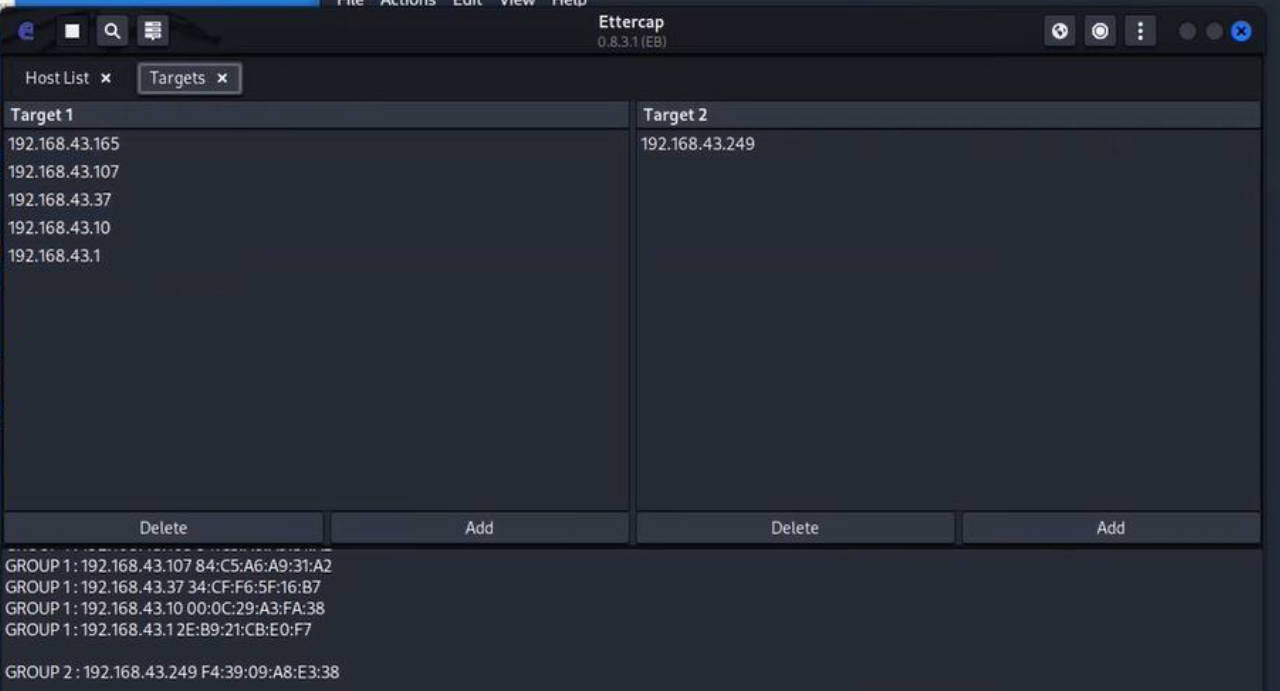 File Actions Edit View Help
Ettercap
0.8.3.1 (EB)
Host List × Targets ×
Target 1 Target 2
192.168.43.165 192.168.43.249
192.168.43.107
192.168.43.37
192.168.43.10
192.168.43.1
Delete Add Delete Add
GROUP 1 : 192.168.43.107 84:C5:A6:A9:31:A2
GROUP 1 : 192.168.43.37 34:CF:F6:5F:16:B7
GROUP 1 : 192.168.43.10 00:0C:29:A3:FA:38
GROUP 1 : 192.168.43.1 2E:B9:21:CB:E0:F7
GROUP 2 : 192.168.43.249 F4:39:09:A8:E3:38